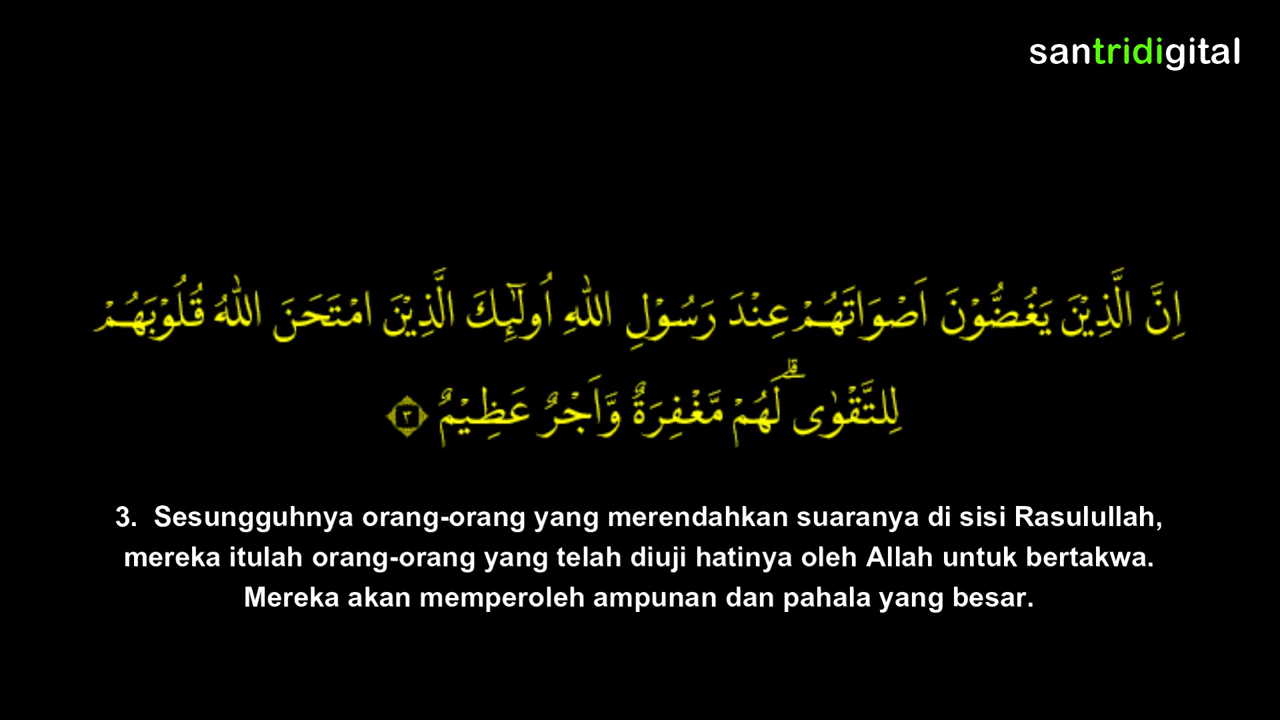 santridigital
اِنَّ الَّذِيْنَ يَغُضُّوْنَ اَصْوَاتَهُمْ عِنْدَ رَسُوْلِ اللّٰهِ اُولٰۤىِٕكَ الَّذِيْنَ امْتَحَنَ اللّٰهُ قُلُوْبَهُمْ
لِلتَّقْوٰىۗ لَهُمْ مَّغْفِرَةٌ وَّاَجْرٌ عَظِيْمٌ ۝٣
3. Sesungguhnya orang-orang yang merendahkan suaranya di sisi Rasulullah,
mereka itulah orang-orang yang telah diuji hatinya oleh Allah untuk bertakwa.
Mereka akan memperoleh ampunan dan pahala yang besar.